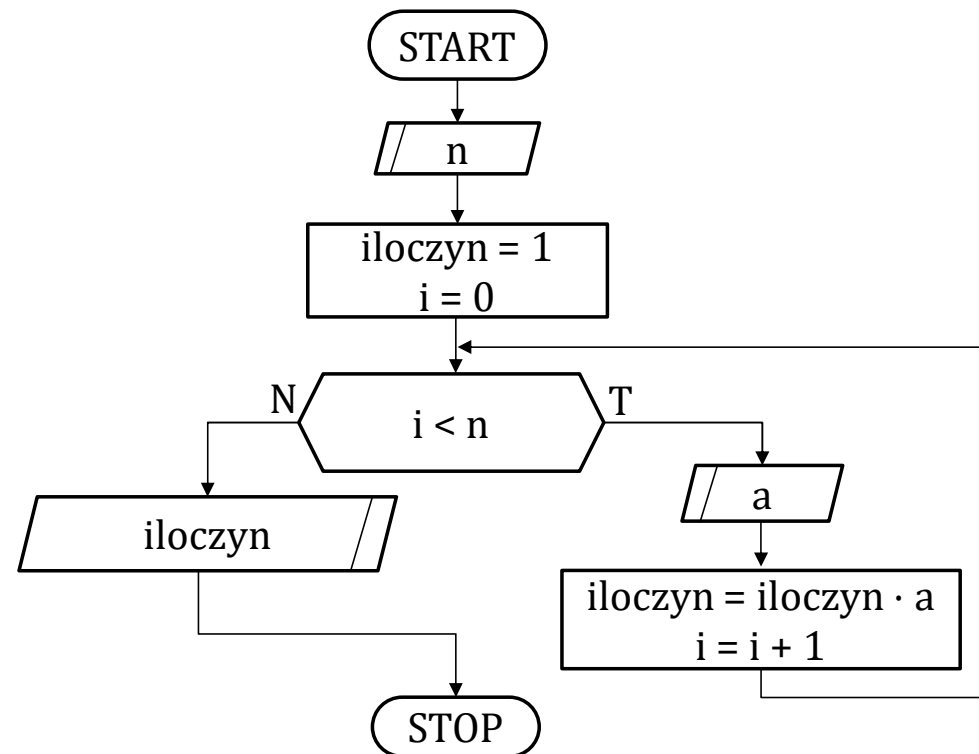 START
n
iloczyn = 1
i = 0
N
T
i < n
a
iloczyn
iloczyn = iloczyn · a
i = i + 1
STOP